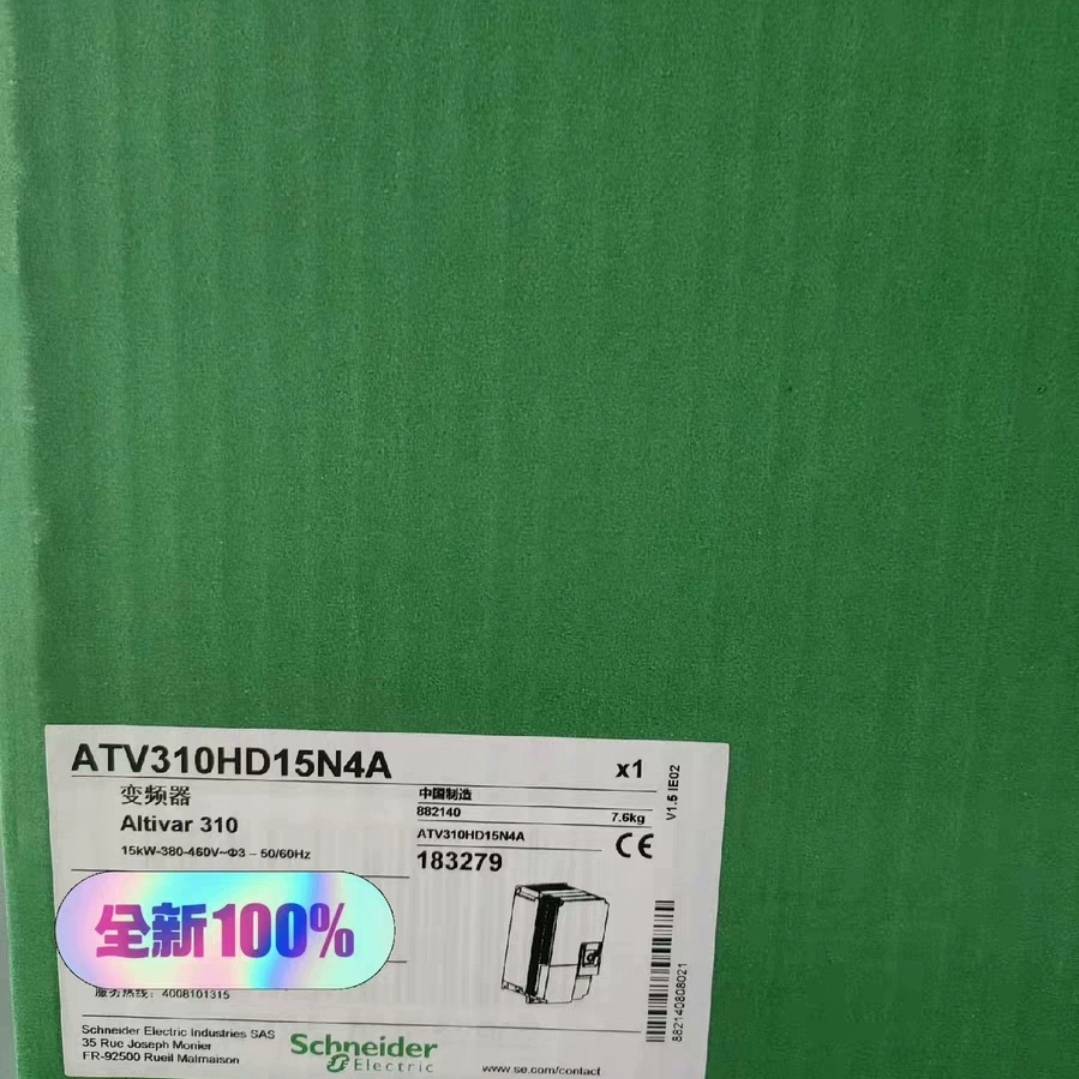 ATV310HD15N4A
x1
变频器
Altivar 310
15kW-380-460V~Φ3 – 50/60Hz
中国制造
882140
7.6kg
ATV310HD15N4A
183279
CE
V1.5 IE02
全新100%
服务热线：4008101315
Schneider Electric Industries SAS
35 Rue Joseph Monier
FR-92500 Rueil Malmaison
Schneider
Electric
www.se.com/contact
882140808021